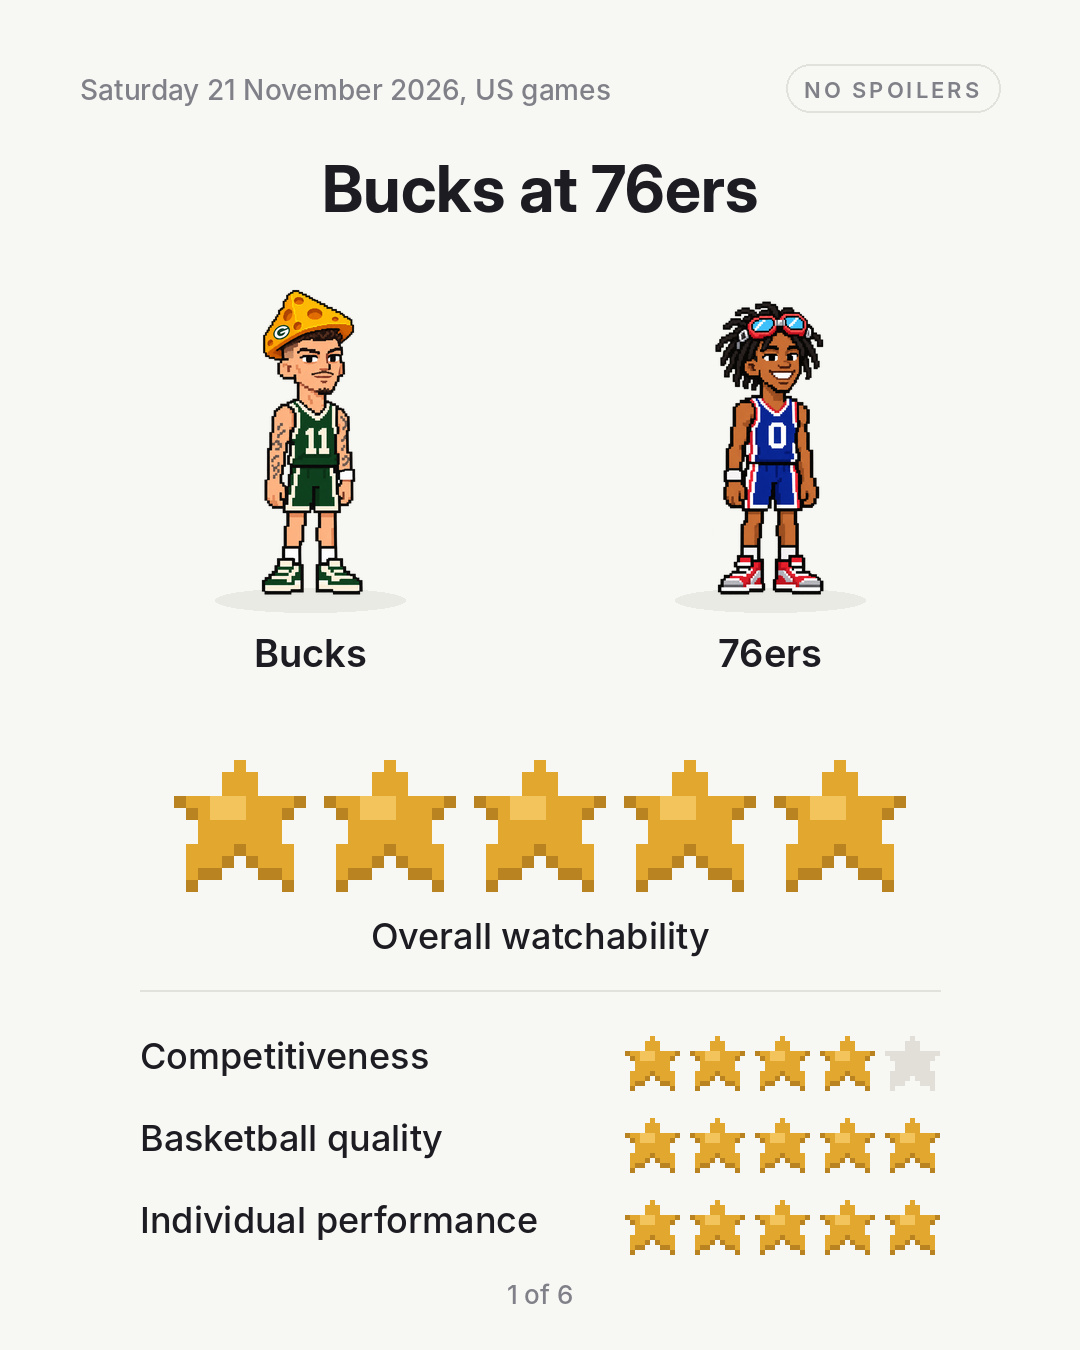 Saturday 21 November 2026, US games
NO SPOILERS
Bucks at 76ers
G
11
0
Bucks
76ers
Overall watchability
Competitiveness
Basketball quality
Individual performance
1 of 6